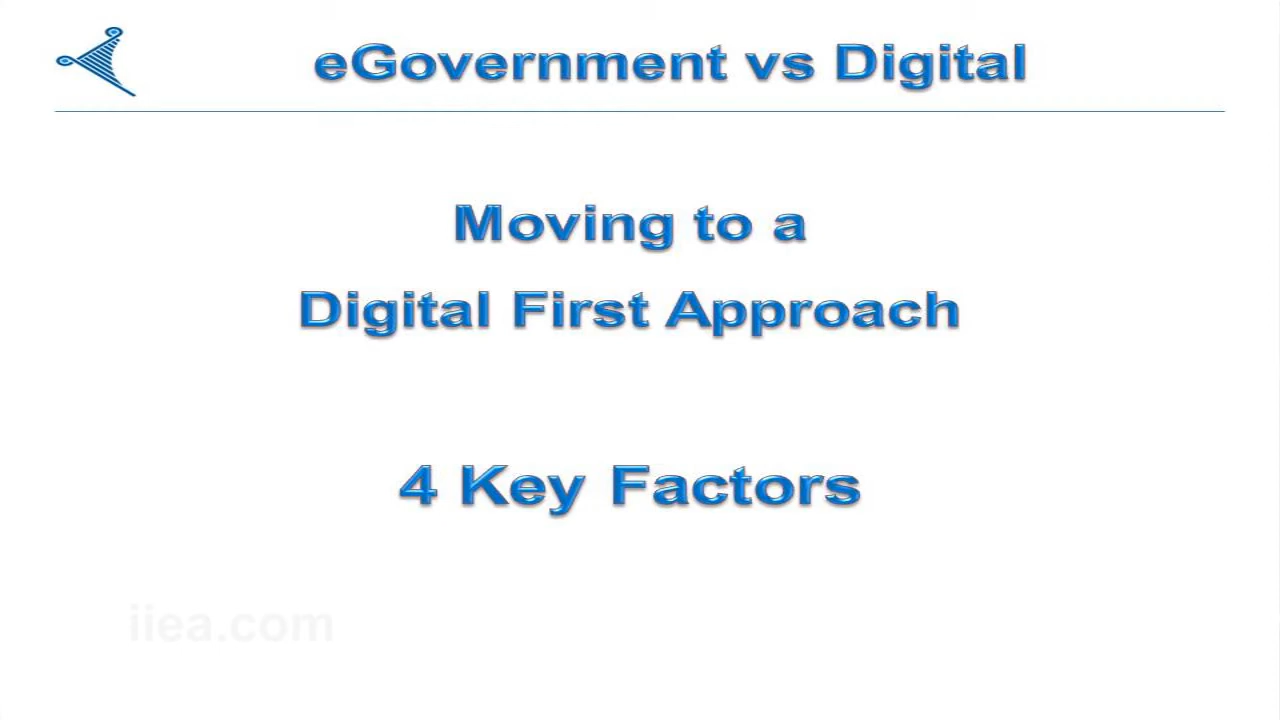 eGovernment vs Digital
Moving to a
Digital First Approach
4 Key Factors
iiea.com